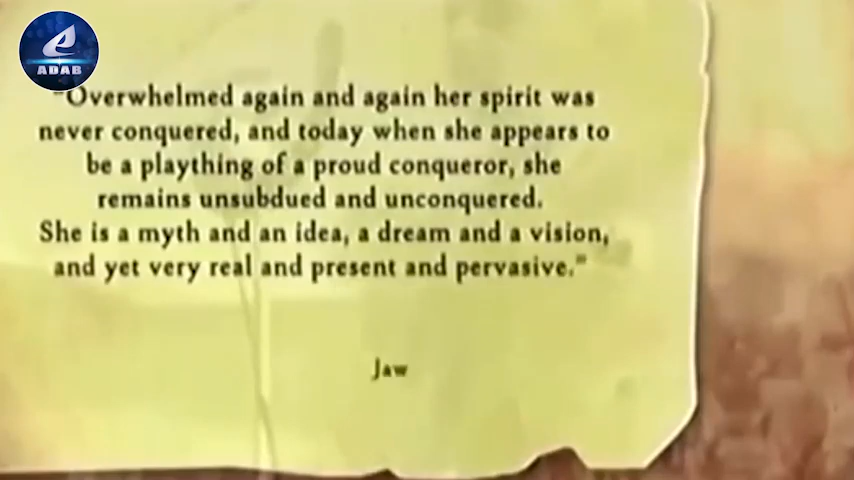 ADAB
"Overwhelmed again and again her spirit was
never conquered, and today when she appears to
be a plaything of a proud conqueror, she
remains unsubdued and unconquered.
She is a myth and an idea, a dream and a vision,
and yet very real and present and pervasive."
Jaw